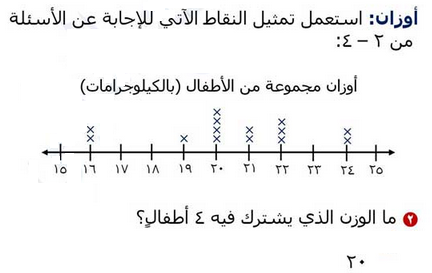 أوزان: استعمل تمثيل النقاط الآتي للإجابة عن الأسئلة
من ٢ – ٤:
أوزان مجموعة من الأطفال (بالكيلوجرامات)
١٥ ١٦ ١٧ ١٨ ١٩ ٢٠ ٢١ ٢٢ ٢٣ ٢٤ ٢٥
٢ ما الوزن الذي يشترك فيه ٤ أطفالٍ؟
٢٠